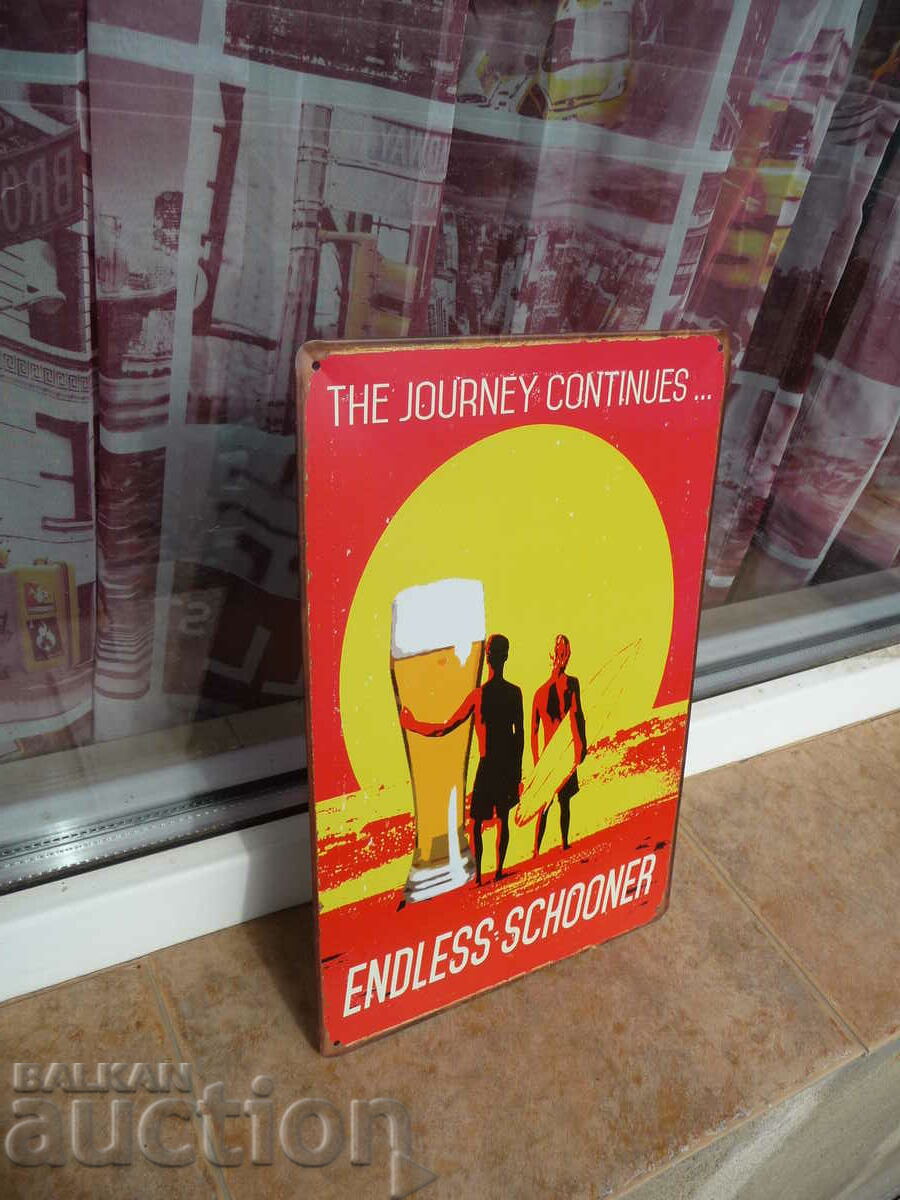 THE JOURNEY CONTINUES...
ENDLESS SCHOONER
BALKAN
auction